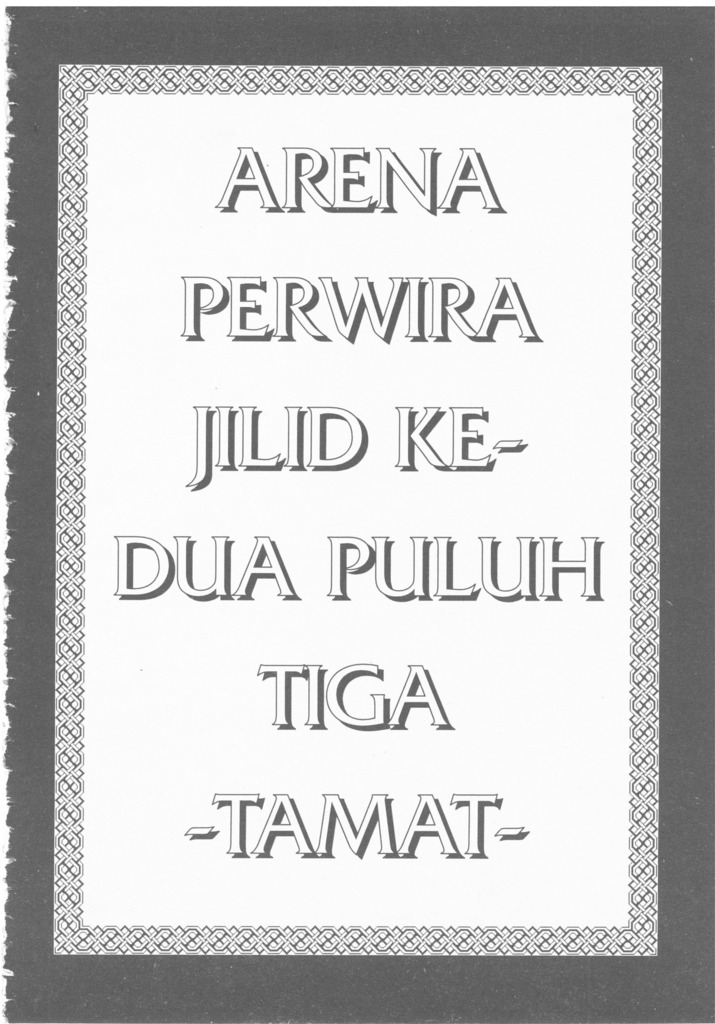 ARENA
PERWIRA
JILID KE-
DUA PULUH
TIGA
-TAMAT-